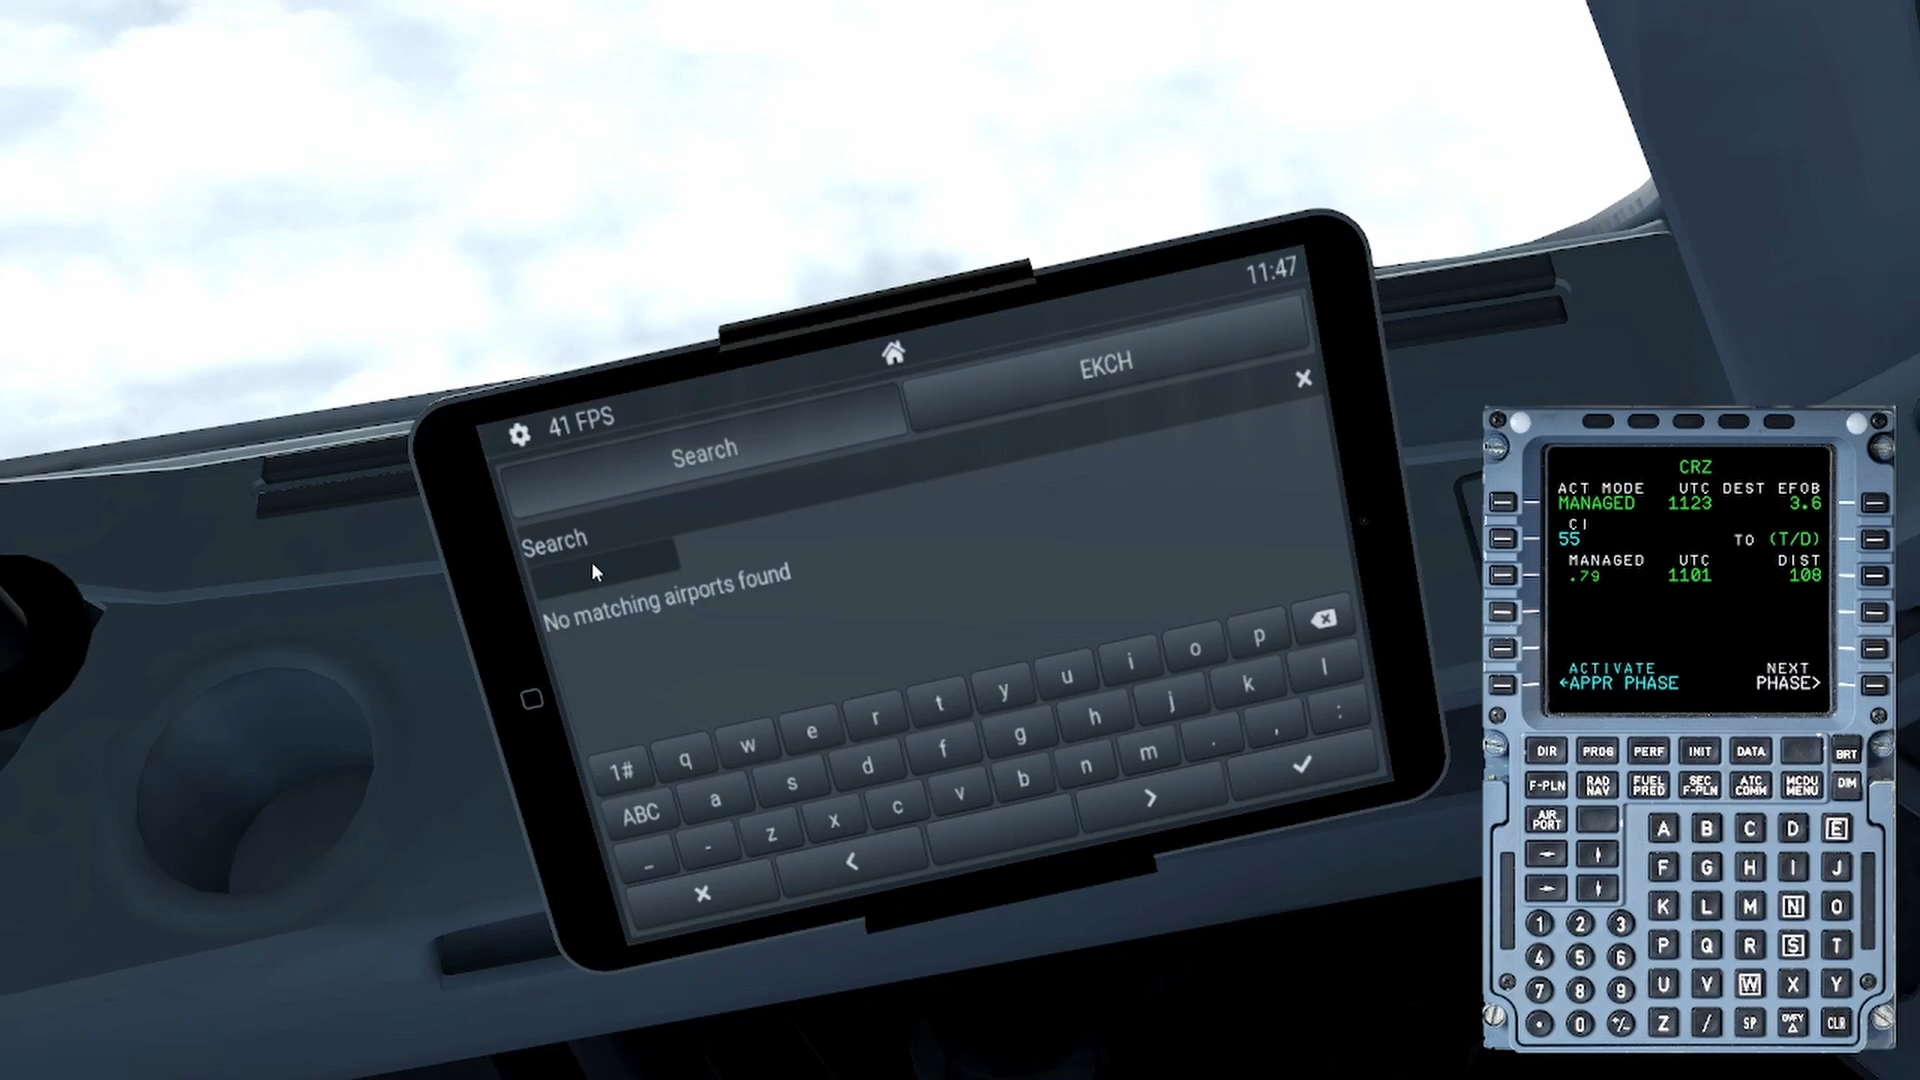 11:47
41 FPS
Search
EKCH
Search
No matching airports found
1# q w e r t y u i o p
ABC a s d f g h j k l
_ - z x c v b n m . , :
CRZ
ACT MODE UTC DEST EFOB
MANAGED 1123 3.6
CI
55 TO (T/D)
MANAGED UTC DIST
.79 1101 108
ACTIVATE NEXT
←APPR PHASE PHASE>
DIR PROG PERF INIT DATA BRT
F-PLN RAD NAV FUEL PRED SEC F-PLN ATC COMM MCDU MENU DIM
AIR PORT
A B C D E
F G H I J
K L M N O
1 2 3
P Q R S T
4 5 6
U V W X Y
7 8 9
Z / SP OVFY Δ CLR
. 0 +/-